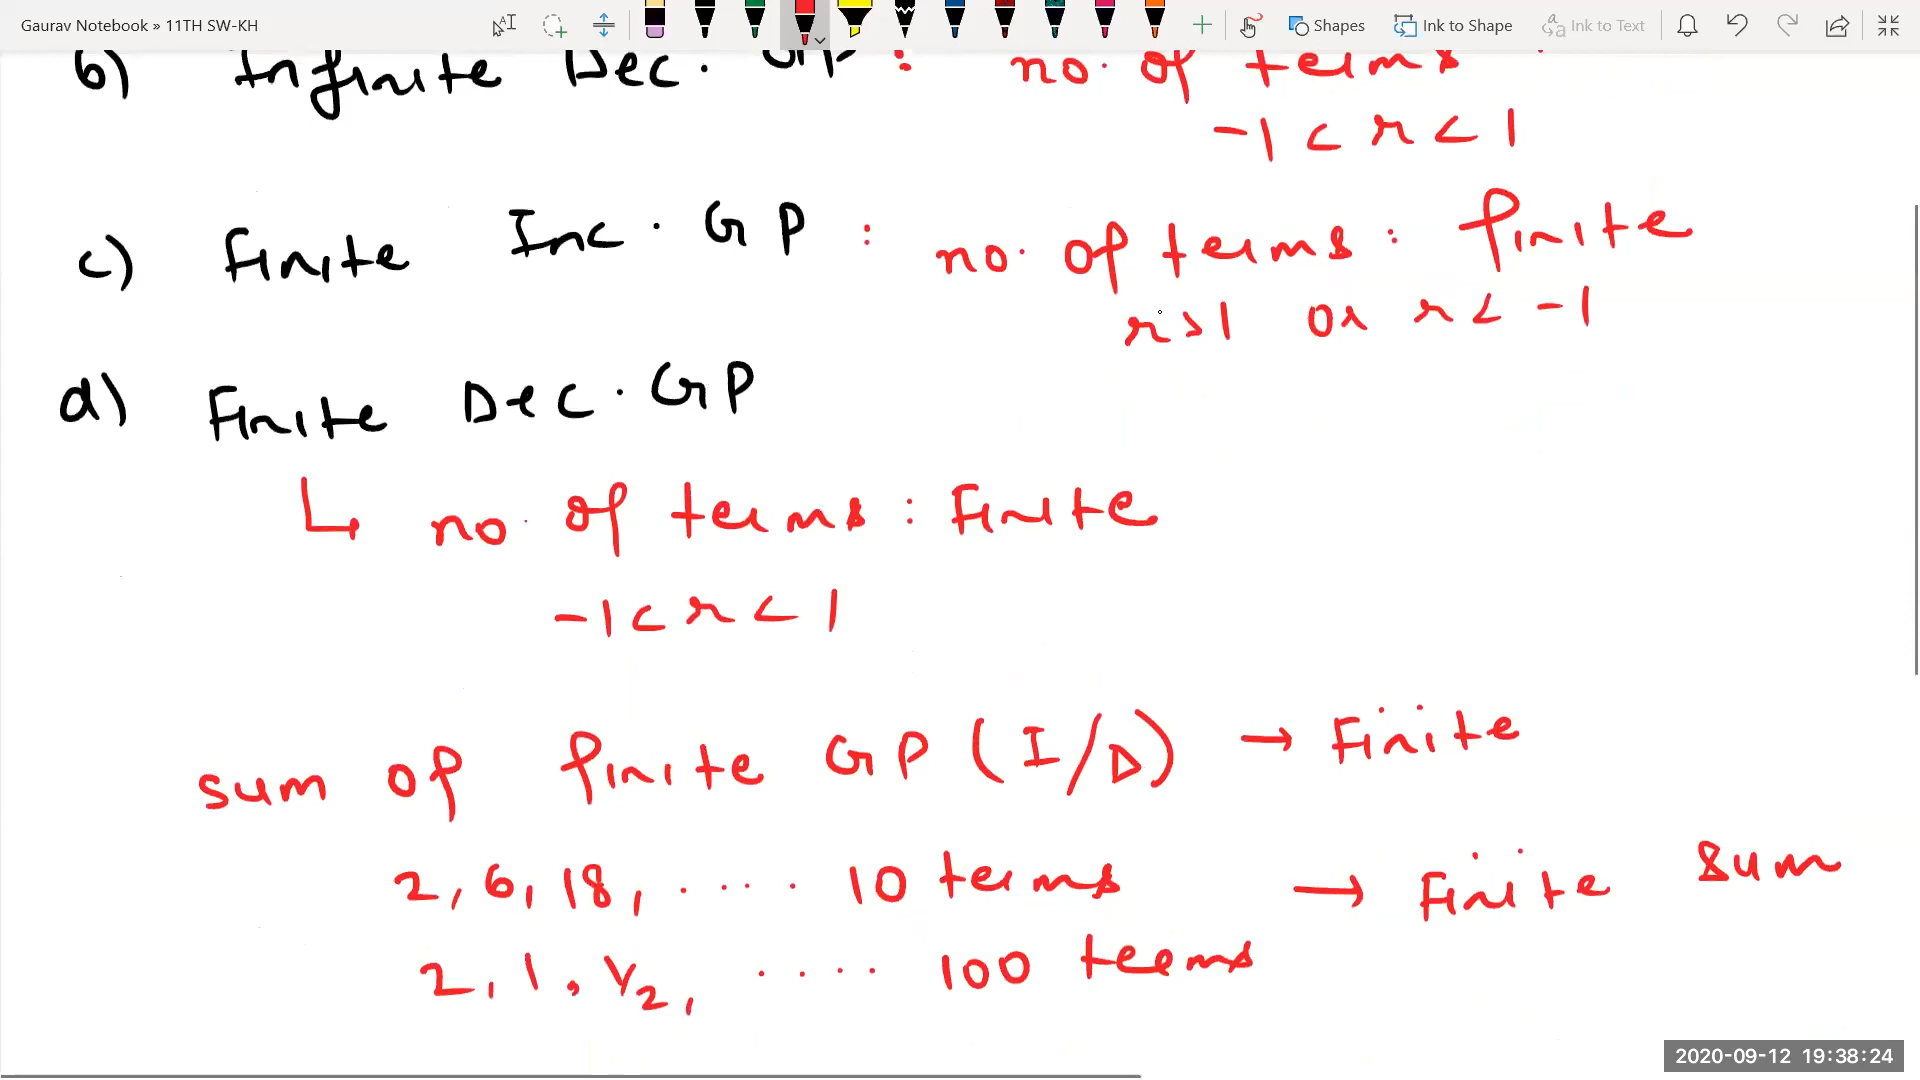 Gaurav Notebook » 11TH SW-KH
Shapes Ink to Shape Ink to Text
b) Infinite Dec. GP : no. of terms :
-1 < r < 1
c) Finite Inc. GP : no. of terms : finite
r > 1 or r < -1
d) Finite Dec. GP
↳ no. of terms : Finite
-1 < r < 1
sum of finite GP (I/D) → Finite
2, 6, 18, ..... 10 terms → Finite sum
2, 1, 1/2, ..... 100 terms
2020-09-12 19:38:24